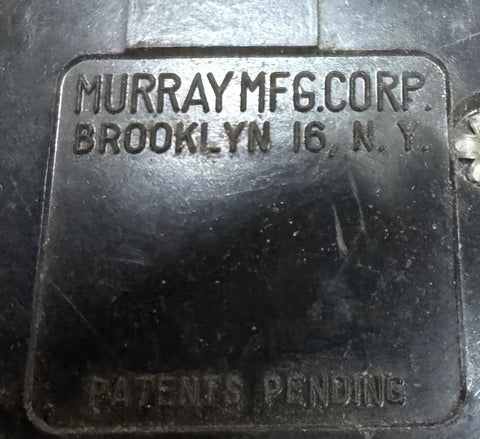 MURRAY MFG. CORP.
BROOKLYN 16, N. Y.
PATENTS PENDING